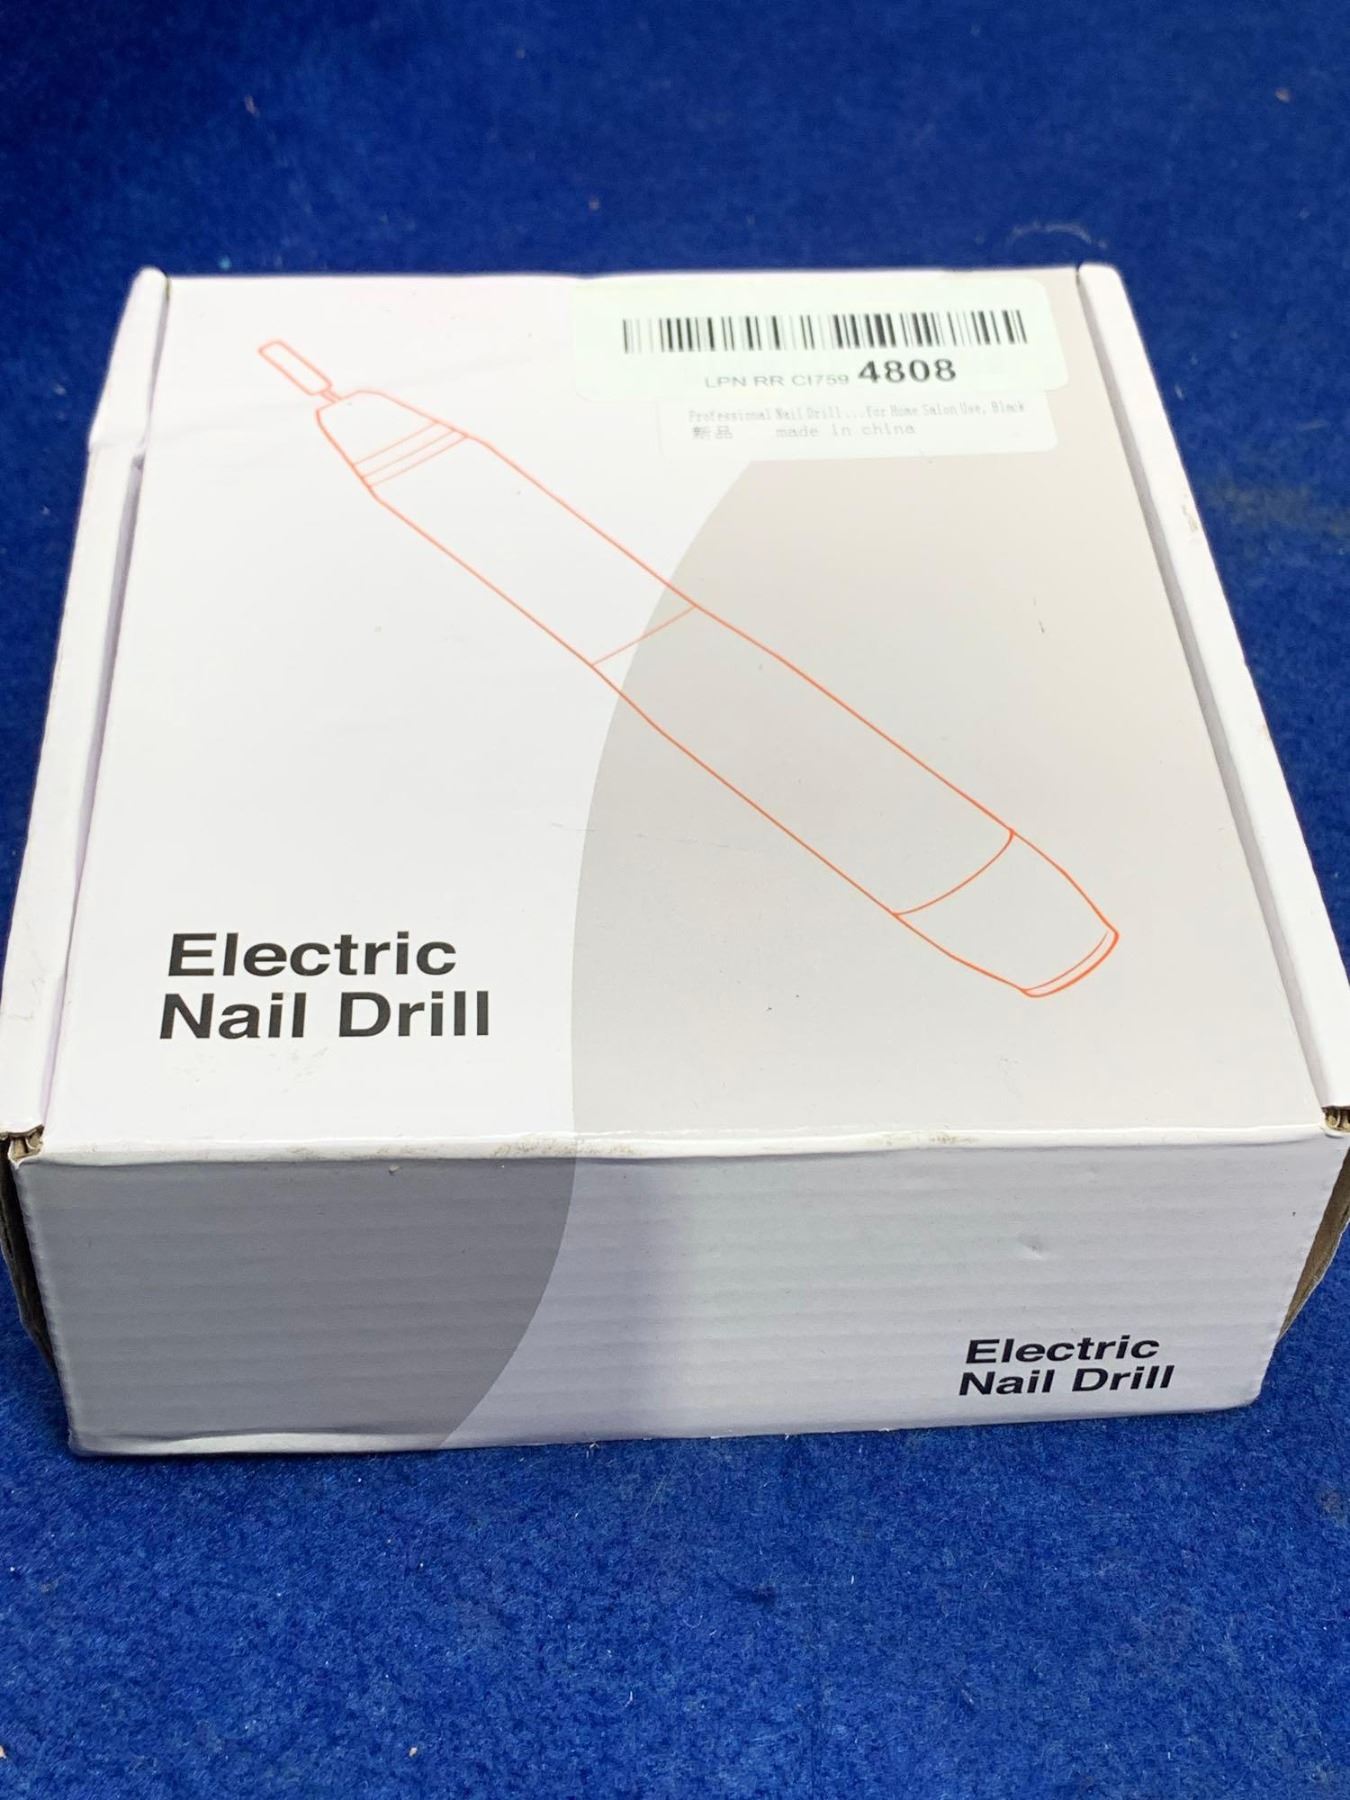 LPN RR CI759 4808
Professional Nail Drill...for Home Salon Use, Black
新品 made in china
Electric
Nail Drill
Electric
Nail Drill